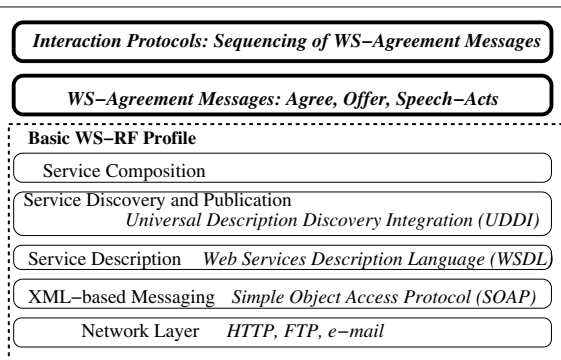 Interaction Protocols: Sequencing of WS−Agreement Messages
WS−Agreement Messages: Agree, Offer, Speech−Acts
Basic WS−RF Profile
Service Composition
Service Discovery and Publication
Universal Description Discovery Integration (UDDI)
Service Description Web Services Description Language (WSDL)
XML−based Messaging Simple Object Access Protocol (SOAP)
Network Layer HTTP, FTP, e−mail